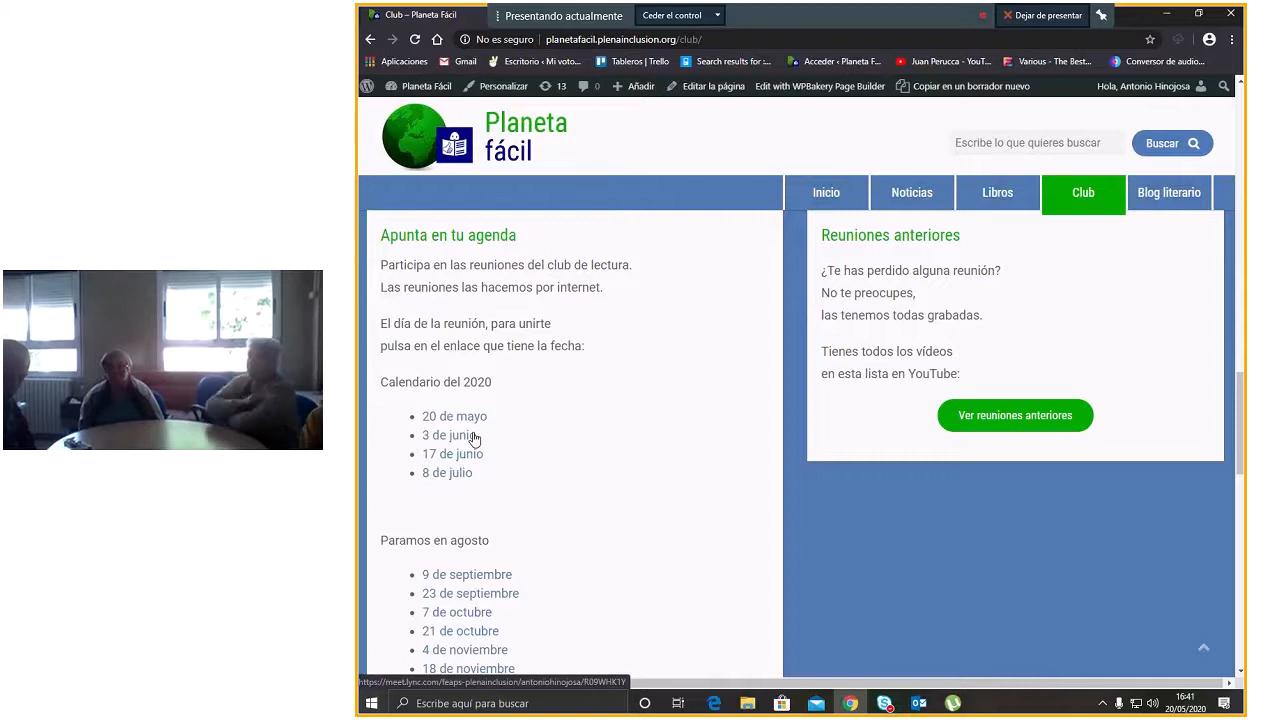 Club – Planeta Fácil
Presentando actualmente
Ceder el control
Dejar de presentar
No es seguro
planetafacil.plenainclusion.org/club/
Aplicaciones
Gmail
Escritorio ‹ Mi voto...
Tableros | Trello
Search results for :...
Acceder ‹ Planeta F...
Juan Perucca - YouT...
Various - The Best...
Conversor de audio...
Planeta Fácil
Personalizar
13
0
Añadir
Editar la página
Edit with WPBakery Page Builder
Copiar en un borrador nuevo
Hola, Antonio Hinojosa
Planeta
fácil
Escribe lo que quieres buscar
Buscar
Inicio
Noticias
Libros
Club
Blog literario
Apunta en tu agenda
Participa en las reuniones del club de lectura.
Las reuniones las hacemos por internet.
El día de la reunión, para unirte
pulsa en el enlace que tiene la fecha:
Calendario del 2020
20 de mayo
3 de junio
17 de junio
8 de julio
Paramos en agosto
9 de septiembre
23 de septiembre
7 de octubre
21 de octubre
4 de noviembre
18 de noviembre
Reuniones anteriores
¿Te has perdido alguna reunión?
No te preocupes,
las tenemos todas grabadas.
Tienes todos los vídeos
en esta lista en YouTube:
Ver reuniones anteriores
https://meet.lync.com/feaps-plenainclusion/antoniohinojosa/R09WHK1Y
Escribe aquí para buscar
16:41
20/05/2020